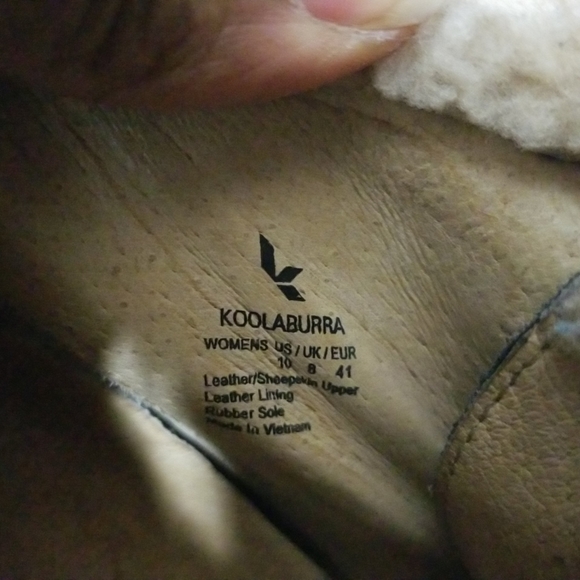 KOOLABURRA
WOMENS US/UK/EUR
10 8 41
Leather/Sheepskin Upper
Leather Lining
Rubber Sole
Made In Vietnam